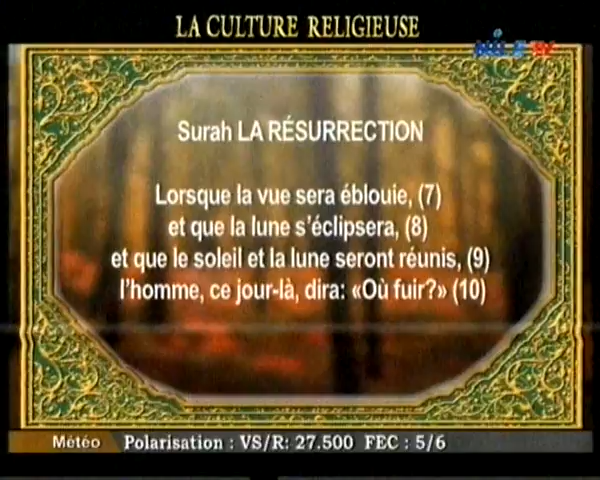 LA CULTURE RELIGIEUSE
NILE TV
Surah LA RÉSURRECTION
Lorsque la vue sera éblouie, (7)
et que la lune s’éclipsera, (8)
et que le soleil et la lune seront réunis, (9)
l’homme, ce jour-là, dira: «Où fuir?» (10)
Météo Polarisation : VS/R: 27.500 FEC : 5/6